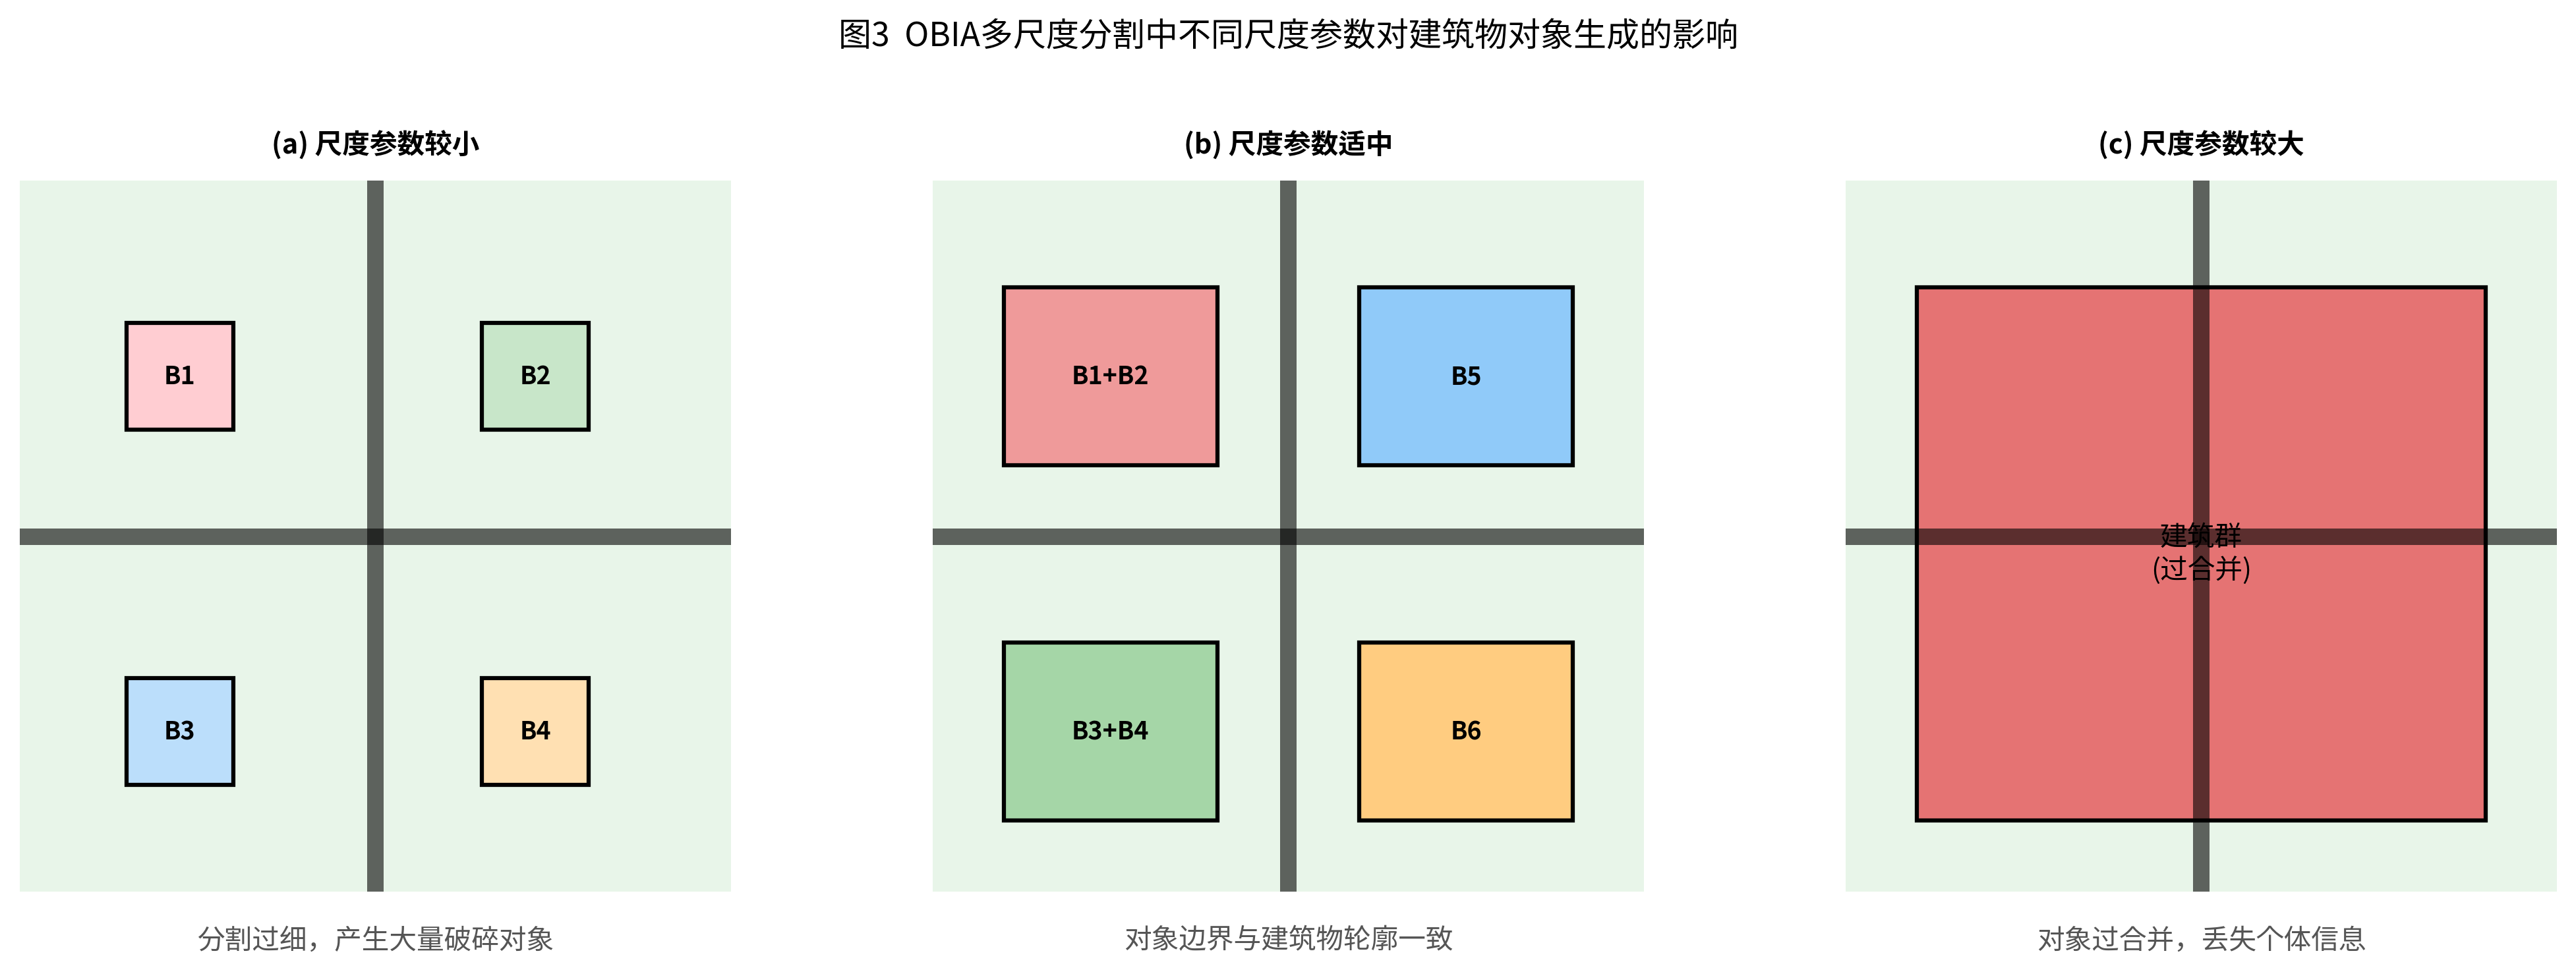 图3 OBIA多尺度分割中不同尺度参数对建筑物对象生成的影响
(a) 尺度参数较小
(b) 尺度参数适中
(c) 尺度参数较大
B1
B2
B3
B4
B1+B2
B5
B3+B4
B6
建筑群
(过合并)
分割过细，产生大量破碎对象
对象边界与建筑物轮廓一致
对象过合并，丢失个体信息